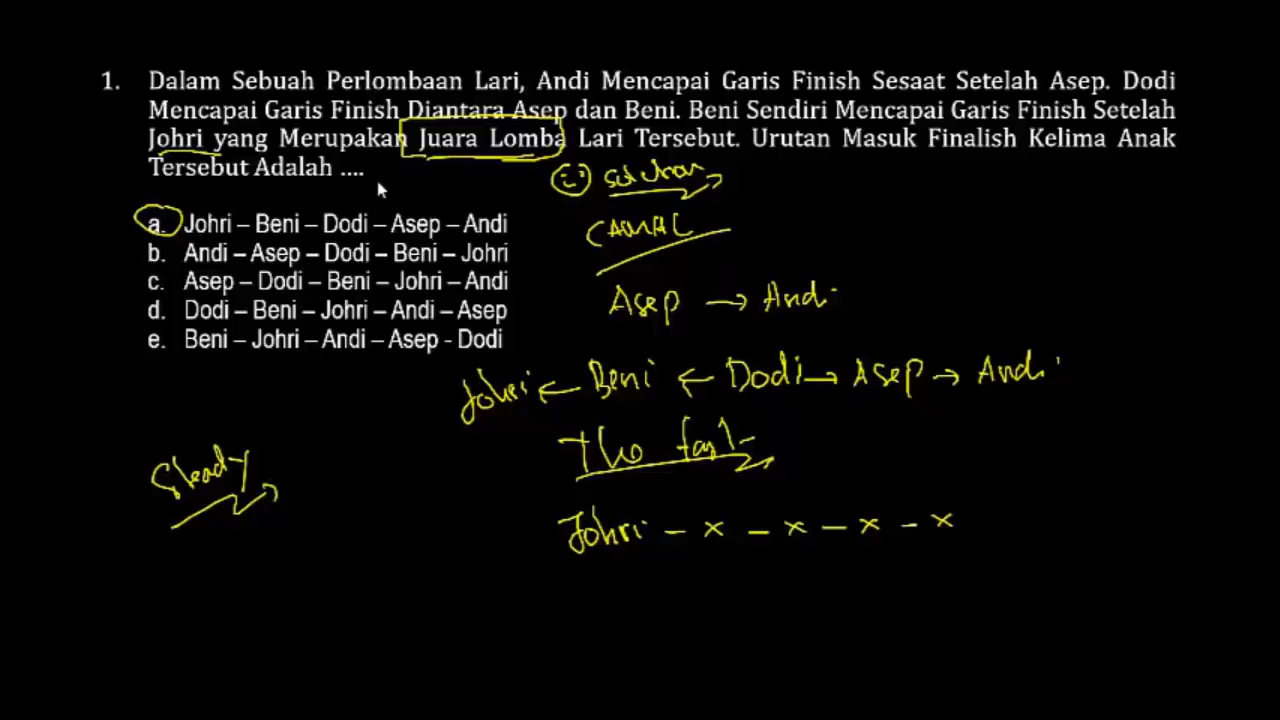 1. Dalam Sebuah Perlombaan Lari, Andi Mencapai Garis Finish Sesaat Setelah Asep. Dodi
Mencapai Garis Finish Diantara Asep dan Beni. Beni Sendiri Mencapai Garis Finish Setelah
Johri yang Merupakan Juara Lomba Lari Tersebut. Urutan Masuk Finalish Kelima Anak
Tersebut Adalah ....
a. Johri – Beni – Dodi – Asep – Andi
b. Andi – Asep – Dodi – Beni – Johri
c. Asep – Dodi – Beni – Johri – Andi
d. Dodi – Beni – Johri – Andi – Asep
e. Beni – Johri – Andi – Asep - Dodi
Asep → Andi
Johri ← Beni ← Dodi → Asep → Andi
The fast
Steady
Johri – x – x – x – x